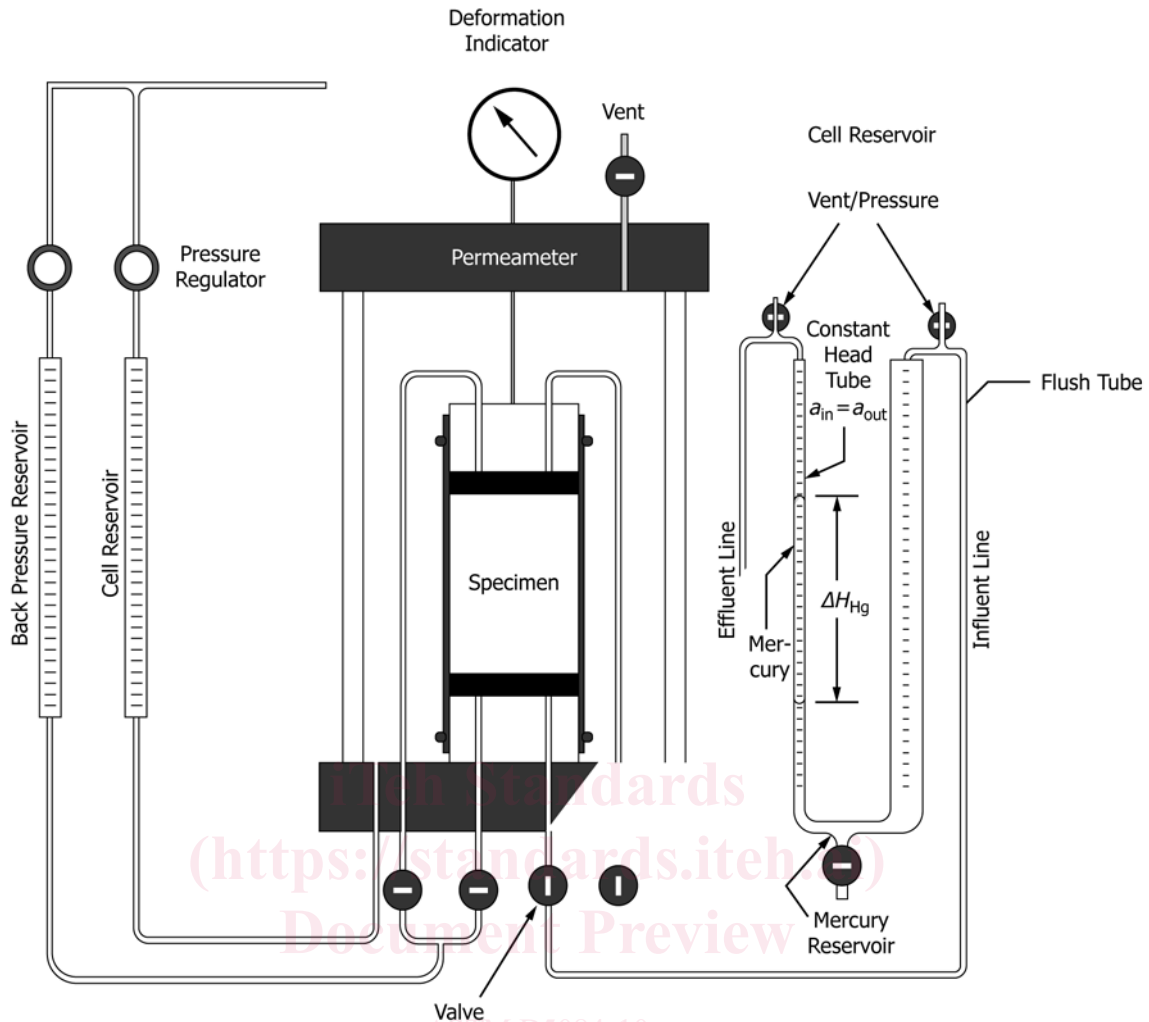 Deformation
Indicator
Vent
Cell Reservoir
Vent/Pressure
Pressure
Regulator
Permeameter
Constant
Head
Tube
a_in = a_out
Flush Tube
Back Pressure Reservoir
Cell Reservoir
Specimen
Effluent Line
Mer-
cury
ΔH_Hg
Influent Line
iTeh Standards
(https://standards.iteh.ai)
Document Preview
Mercury
Reservoir
Valve